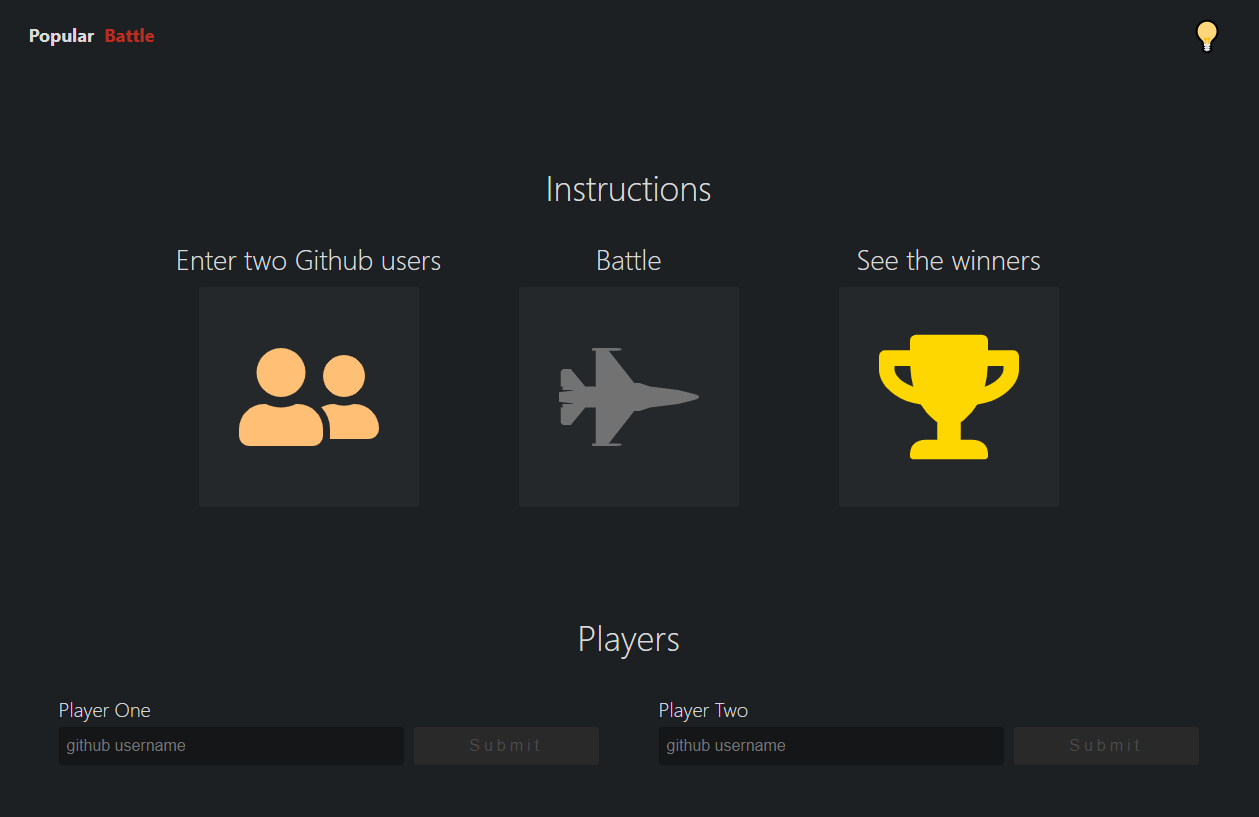 Popular Battle
Instructions
Enter two Github users
Battle
See the winners
Players
Player One
github username
Submit
Player Two
github username
Submit